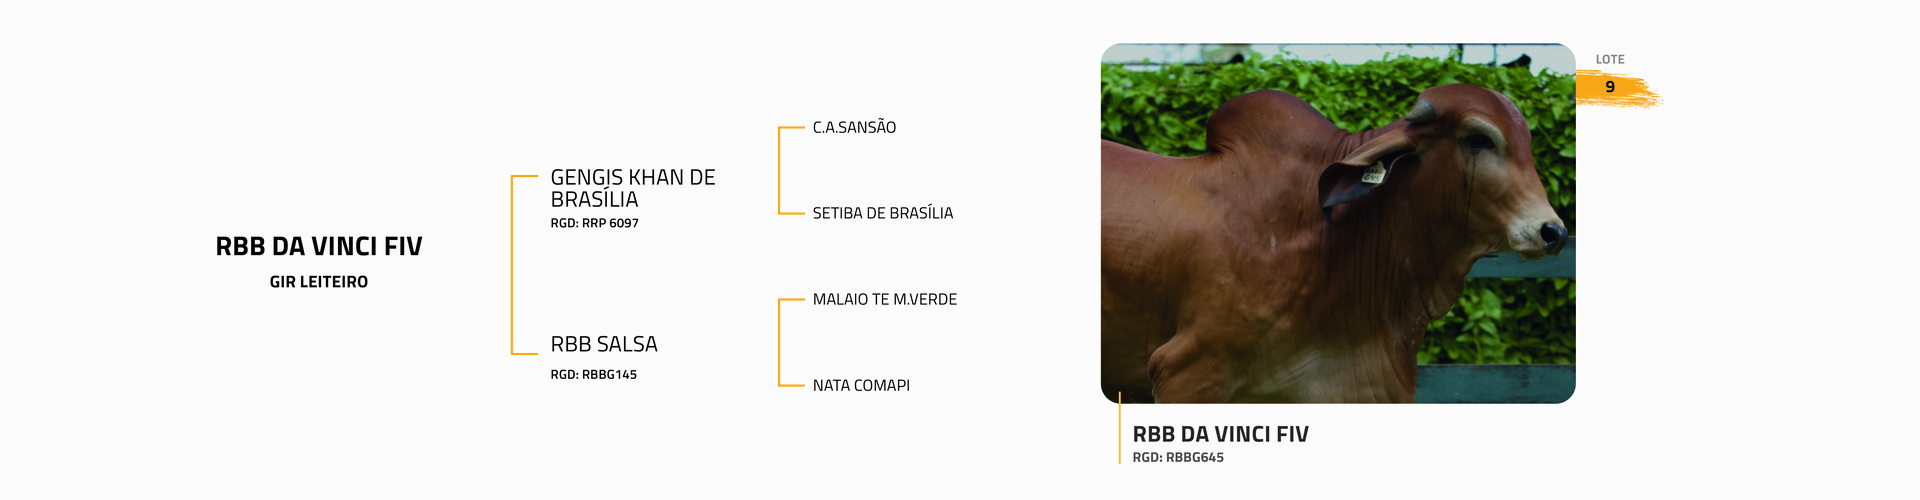 RBB DA VINCI FIV
GIR LEITEIRO
GENGIS KHAN DE
BRASÍLIA
RGD: RRP 6097
RBB SALSA
RGD: RBBG145
C.A.SANSÃO
SETIBA DE BRASÍLIA
MALAIO TE M.VERDE
NATA COMAPI
LOTE
9
RBB DA VINCI FIV
RGD: RBBG645